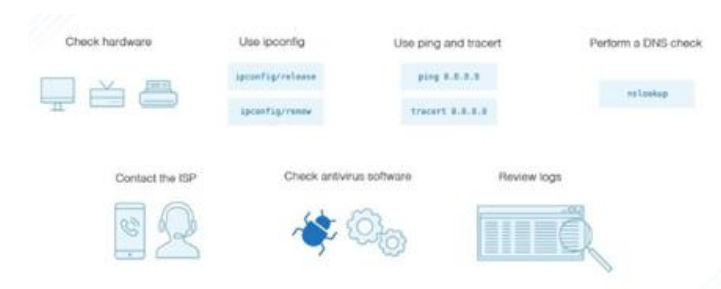 Check hardware
Use ipconfig
Use ping and tracert
Perform a DNS check
ipconfig/release
ping 8.8.8.8
nslookup
ipconfig/renew
tracert 8.8.8.8
Contact the ISP
Check antivirus software
Review logs